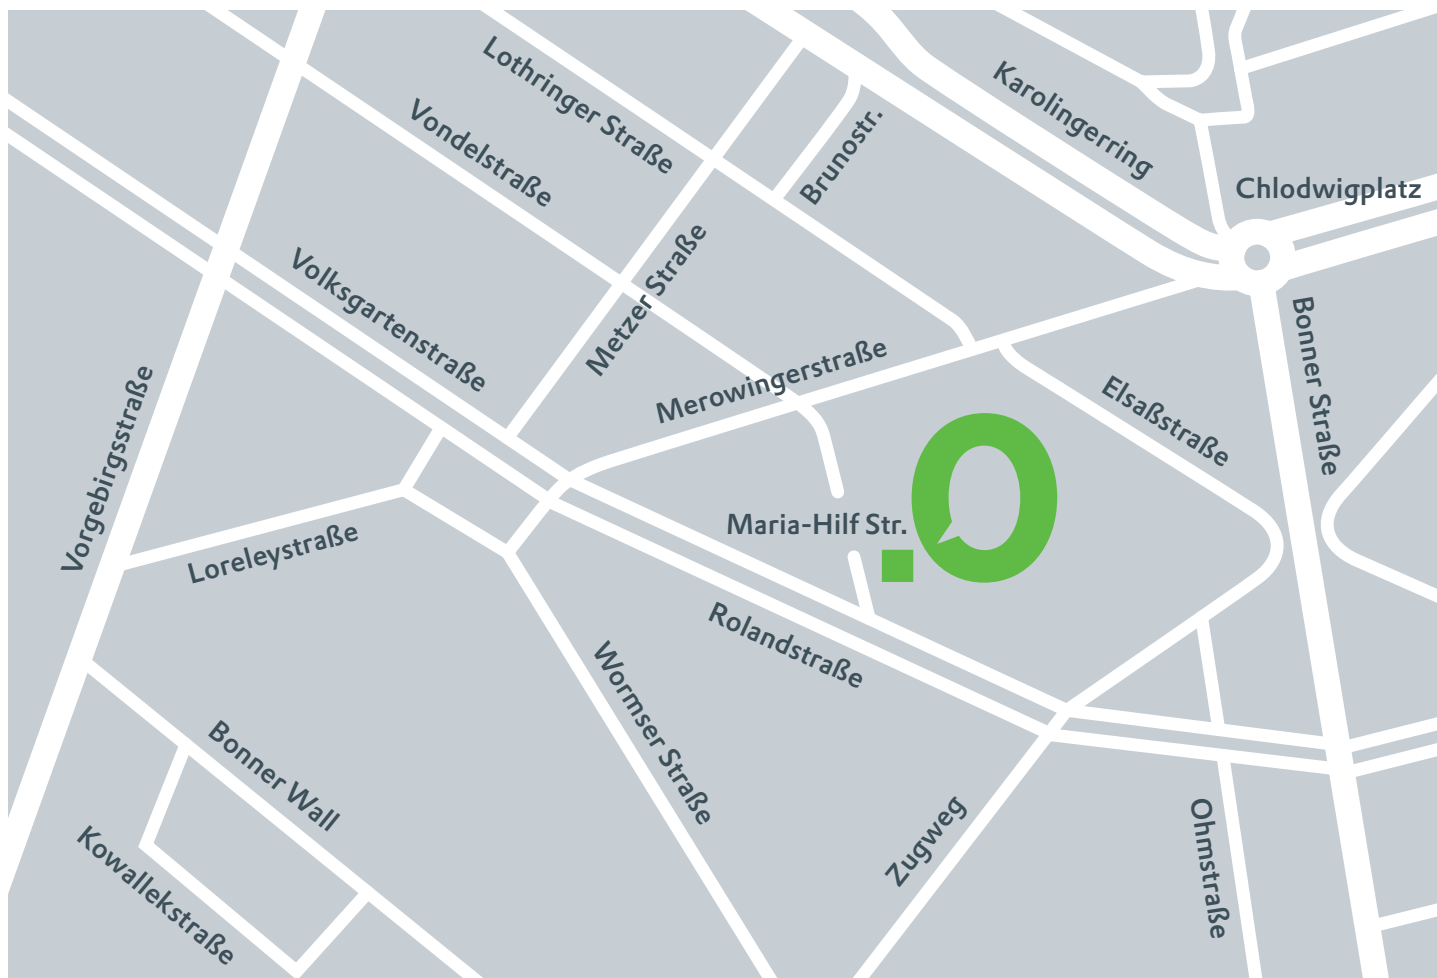 Lothringer Straße
Karolingerring
Vondelstraße
Brunostr.
Chlodwigplatz
Volksgartenstraße
Metzer Straße
Merowingerstraße
Bonner Straße
Elsaßstraße
Vorgebirgsstraße
Maria-Hilf Str.
Loreleystraße
Rolandstraße
Wormser Straße
Bonner Wall
Zugweg
Ohmstraße
Kowallekstraße